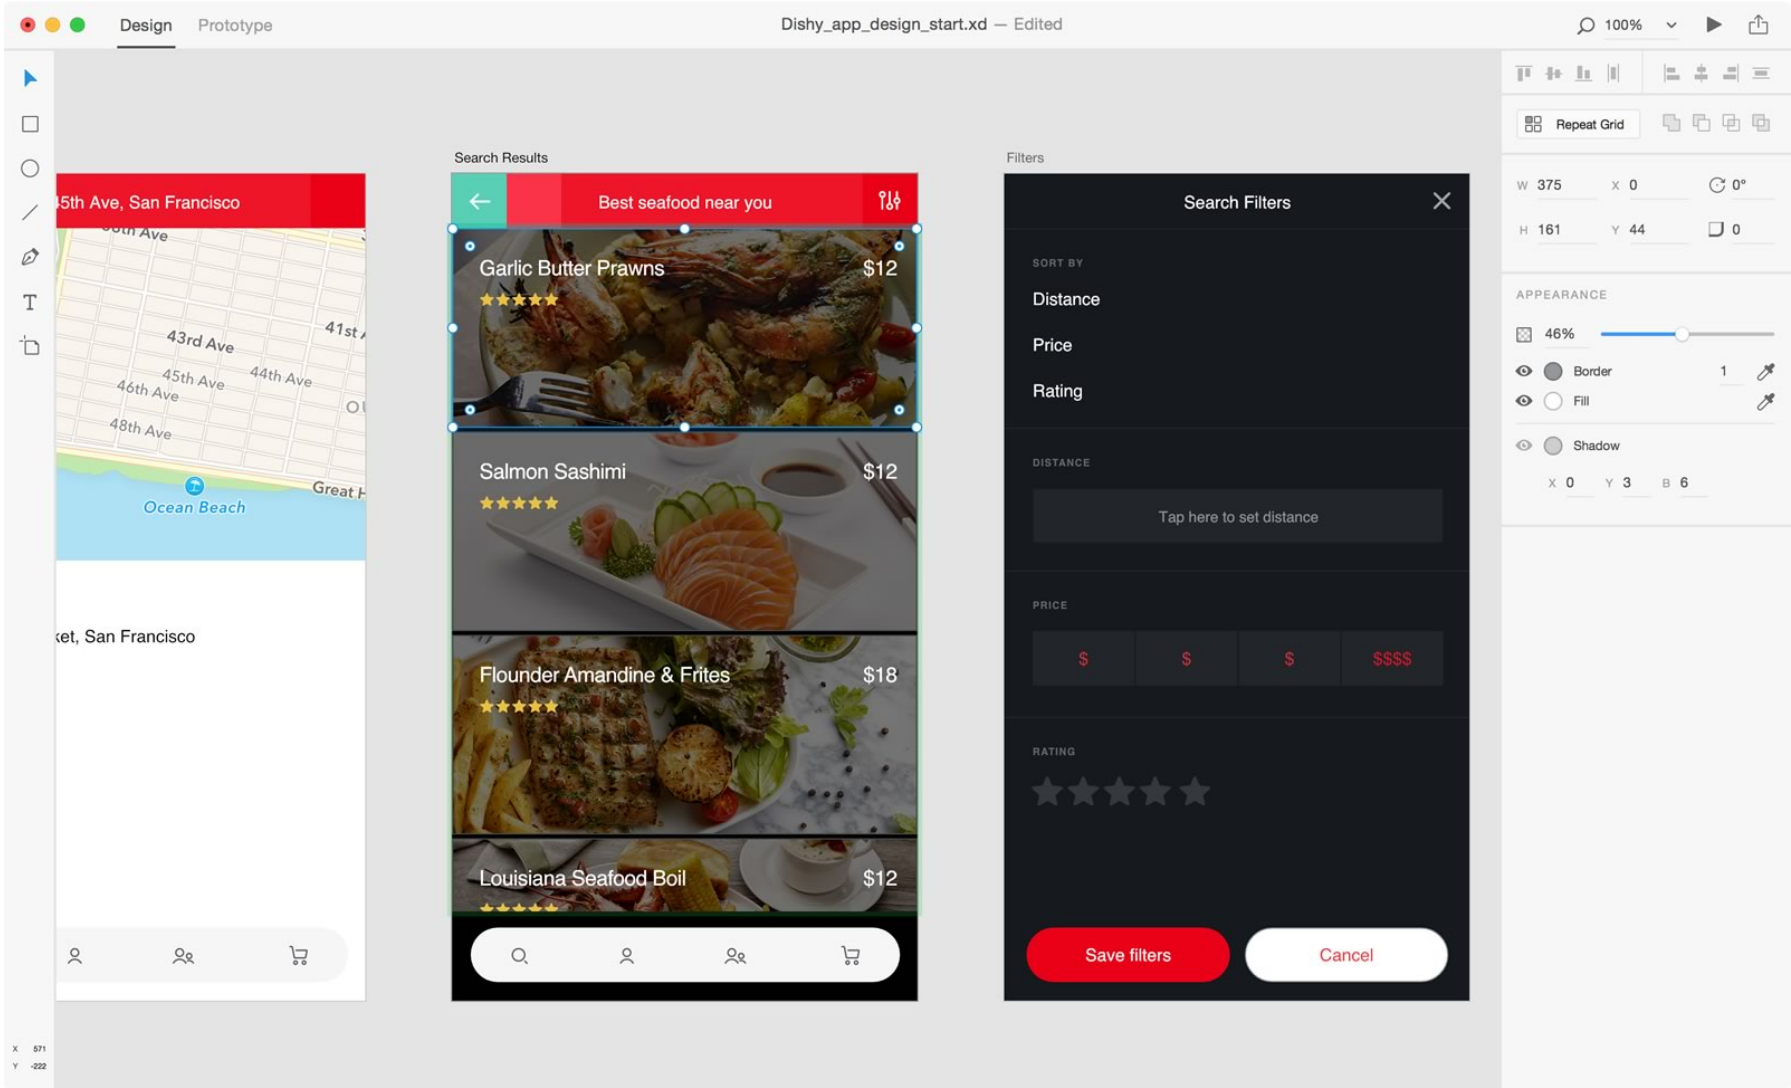 Design Prototype
Dishy_app_design_start.xd — Edited
100%
45th Ave, San Francisco
43rd Ave
41st
45th Ave
44th Ave
46th Ave
48th Ave
Great H
Ocean Beach
ket, San Francisco
Search Results
Best seafood near you
Garlic Butter Prawns $12
Salmon Sashimi $12
Flounder Amandine & Frites $18
Louisiana Seafood Boil $12
Filters
Search Filters
SORT BY
Distance
Price
Rating
DISTANCE
Tap here to set distance
PRICE
$ $ $ $$$$
RATING
Save filters Cancel
Repeat Grid
W 375 X 0 0°
H 161 Y 44 0
APPEARANCE
46%
Border 1
Fill
Shadow
X 0 Y 3 B 6
T
X 571
Y -222